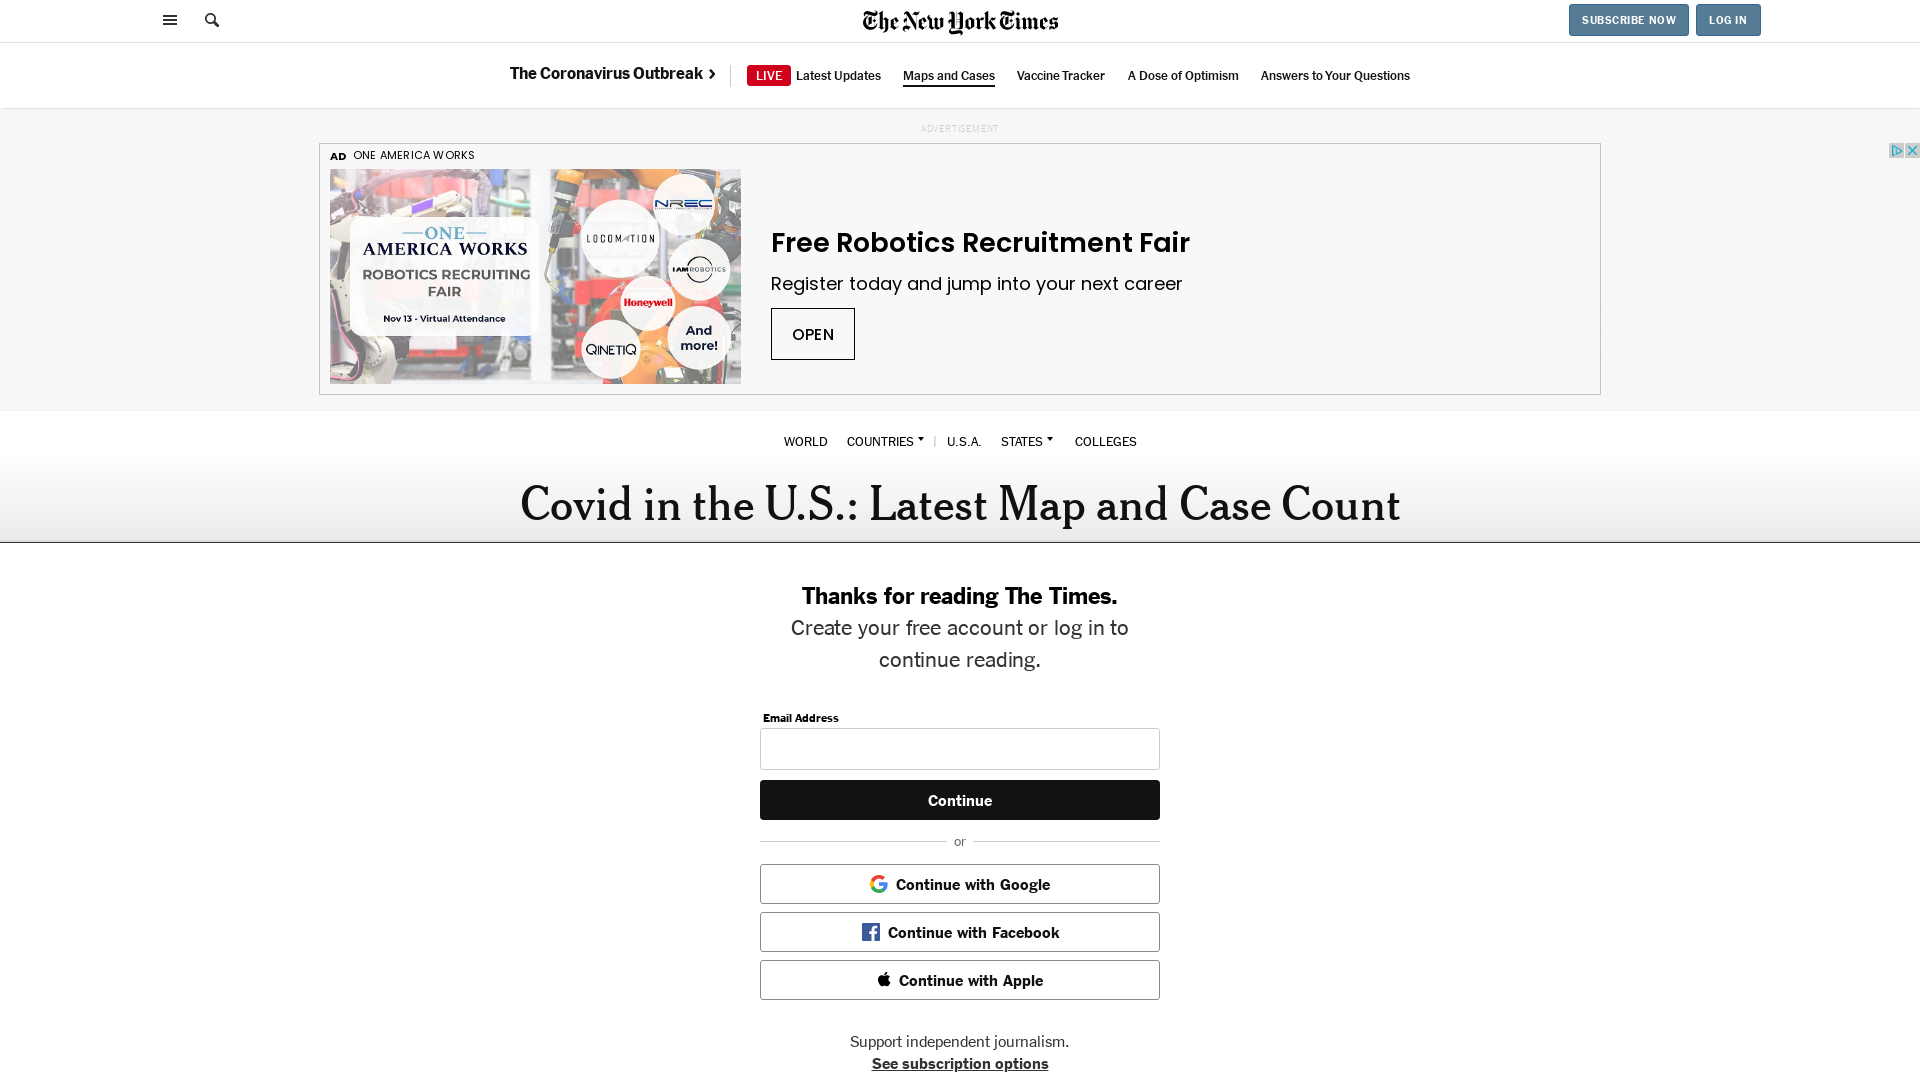 The New York Times
SUBSCRIBE NOW
LOG IN
The Coronavirus Outbreak ›
LIVE Latest Updates
Maps and Cases
Vaccine Tracker
A Dose of Optimism
Answers to Your Questions
ADVERTISEMENT
AD ONE AMERICA WORKS
ONE
AMERICA WORKS
ROBOTICS RECRUITING
FAIR
Nov 13 - Virtual Attendance
NREC
LOCOMATION
IAM ROBOTICS
Honeywell
QINETIQ
And
more!
Free Robotics Recruitment Fair
Register today and jump into your next career
OPEN
WORLD COUNTRIES | U.S.A. STATES COLLEGES
Covid in the U.S.: Latest Map and Case Count
Thanks for reading The Times.
Create your free account or log in to
continue reading.
Email Address
Continue
or
Continue with Google
Continue with Facebook
Continue with Apple
Support independent journalism.
See subscription options